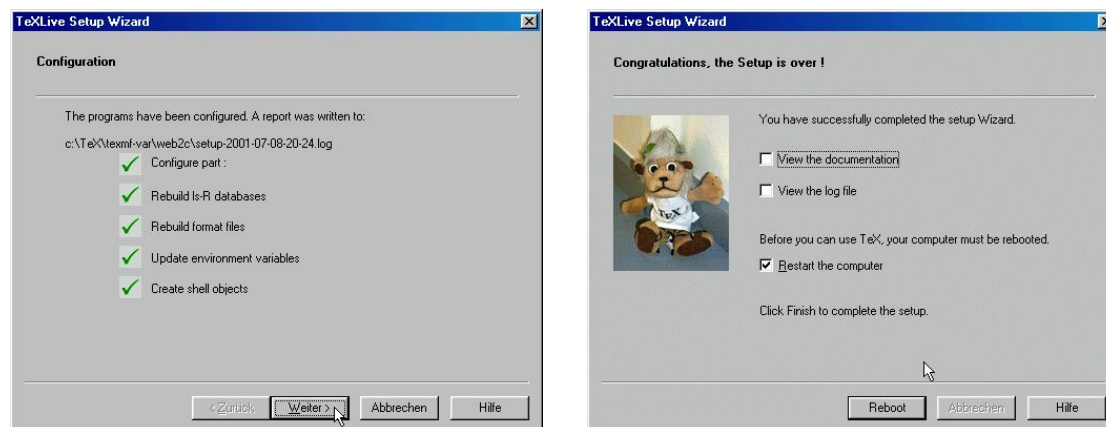 TeXLive Setup Wizard
Configuration
The programs have been configured. A report was written to:
c:\TeX\texmf-var\web2c\setup-2001-07-08-20-24.log
Configure part :
Rebuild ls-R databases
Rebuild format files
Update environment variables
Create shell objects
< Zurück
Weiter >
Abbrechen
Hilfe
TeXLive Setup Wizard
Congratulations, the Setup is over !
You have successfully completed the setup Wizard.
View the documentation
View the log file
TEX
Before you can use TeX, your computer must be rebooted.
Restart the computer
Click Finish to complete the setup.
Reboot
Abbrechen
Hilfe